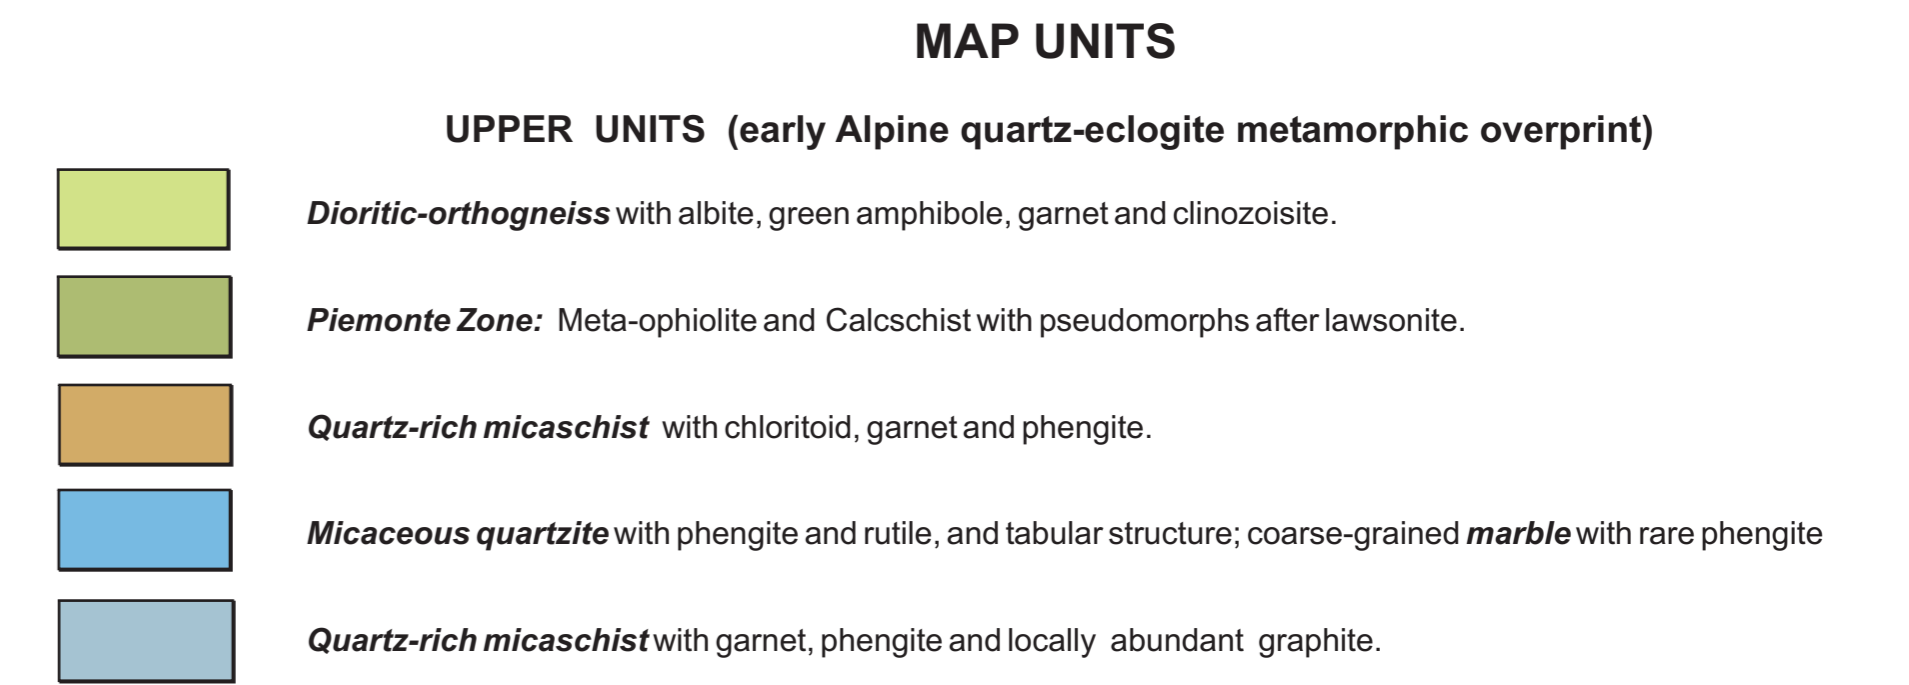 MAP UNITS
UPPER UNITS (early Alpine quartz-eclogite metamorphic overprint)
Dioritic-orthogneiss with albite, green amphibole, garnet and clinozoisite.
Piemonte Zone: Meta-ophiolite and Calcschist with pseudomorphs after lawsonite.
Quartz-rich micaschist with chloritoid, garnet and phengite.
Micaceous quartzite with phengite and rutile, and tabular structure; coarse-grained marble with rare phengite
Quartz-rich micaschist with garnet, phengite and locally abundant graphite.